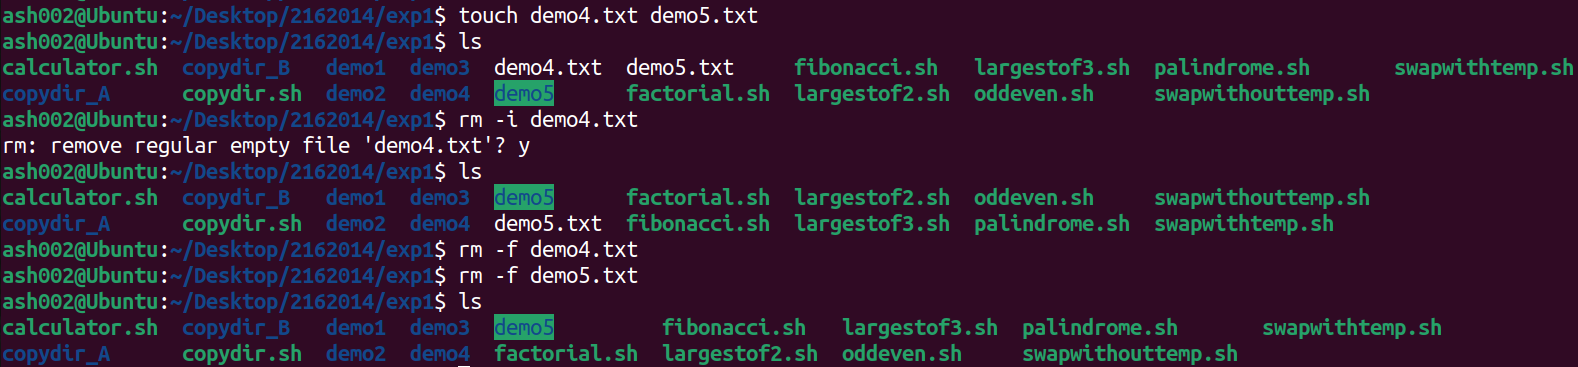 ash002@Ubuntu:~/Desktop/2162014/exp1$ touch demo4.txt demo5.txt
ash002@Ubuntu:~/Desktop/2162014/exp1$ ls
calculator.sh  copydir_B   demo1  demo3  demo4.txt  demo5.txt     fibonacci.sh   largestof3.sh  palindrome.sh       swapwithtemp.sh
copydir_A      copydir.sh  demo2  demo4  demo5      factorial.sh  largestof2.sh  oddeven.sh     swapwithouttemp.sh
ash002@Ubuntu:~/Desktop/2162014/exp1$ rm -i demo4.txt
rm: remove regular empty file 'demo4.txt'? y
ash002@Ubuntu:~/Desktop/2162014/exp1$ ls
calculator.sh  copydir_B   demo1  demo3  demo5      factorial.sh  largestof2.sh  oddeven.sh     swapwithouttemp.sh
copydir_A      copydir.sh  demo2  demo4  demo5.txt  fibonacci.sh  largestof3.sh  palindrome.sh  swapwithtemp.sh
ash002@Ubuntu:~/Desktop/2162014/exp1$ rm -f demo4.txt
ash002@Ubuntu:~/Desktop/2162014/exp1$ rm -f demo5.txt
ash002@Ubuntu:~/Desktop/2162014/exp1$ ls
calculator.sh  copydir_B   demo1  demo3  demo5         fibonacci.sh   largestof3.sh  palindrome.sh       swapwithtemp.sh
copydir_A      copydir.sh  demo2  demo4  factorial.sh  largestof2.sh  oddeven.sh     swapwithouttemp.sh